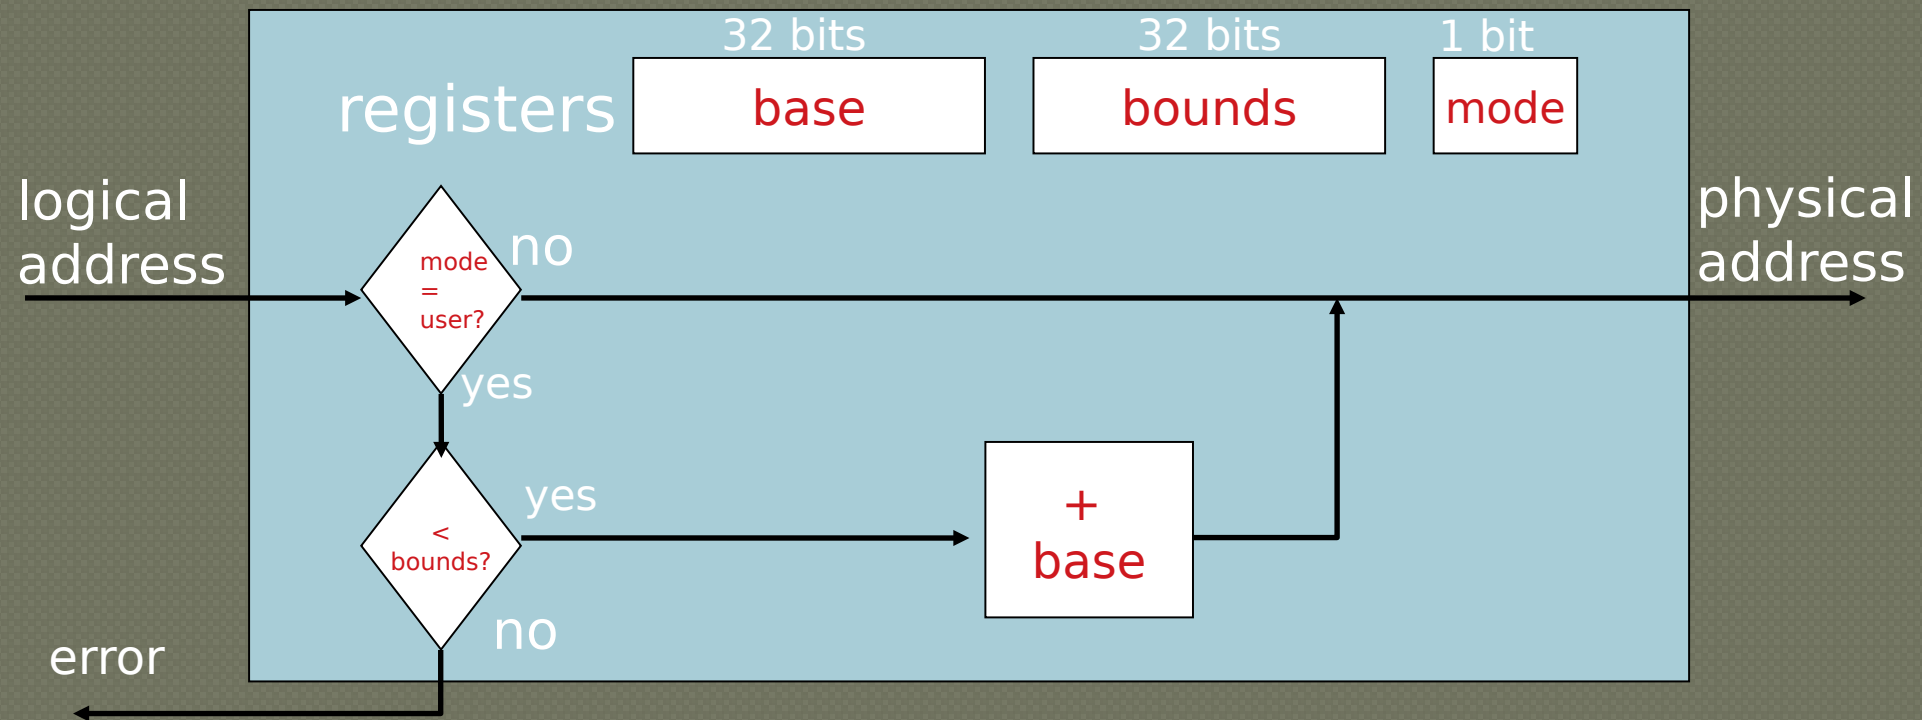 32 bits
32 bits
1 bit
registers
base
bounds
mode
logical
address
physical
address
mode
=
user?
no
yes
<
bounds?
yes
+
base
no
error